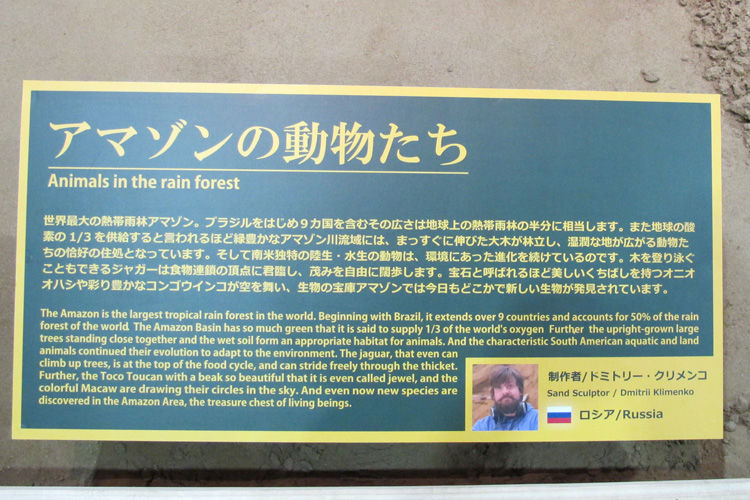 アマゾンの動物たち
Animals in the rain forest
世界最大の熱帯雨林アマゾン。ブラジルをはじめ9カ国を含むその広さは地球上の熱帯雨林の半分に相当します。また地球の酸
素の1/3を供給すると言われるほど緑豊かなアマゾン川流域には、まっすぐに伸びた大木が林立し、湿潤な地が広がる動物た
ちの恰好の住処となっています。そして南米独特の陸生・水生の動物は、環境にあった進化を続けているのです。木を登り泳ぐ
こともできるジャガーは食物連鎖の頂点に君臨し、茂みを自由に闊歩します。宝石と呼ばれるほど美しいくちばしを持つオニオ
オハシや彩り豊かなコンゴウインコが空を舞い、生物の宝庫アマゾンでは今日もどこかで新しい生物が発見されています。
The Amazon is the largest tropical rain forest in the world. Beginning with Brazil, it extends over 9 countries and accounts for 50% of the rain
forest of the world. The Amazon Basin has so much green that it is said to supply 1/3 of the world's oxygen Further the upright-grown large
trees standing close together and the wet soil form an appropriate habitat for animals. And the characteristic South American aquatic and land
animals continued their evolution to adapt to the environment. The jaguar, that even can
climb up trees, is at the top of the food cycle, and can stride freely through the thicket.
Further, the Toco Toucan with a beak so beautiful that it is even called jewel, and the
colorful Macaw are drawing their circles in the sky. And even now new species are
discovered in the Amazon Area, the treasure chest of living beings.
制作者/ドミトリー・クリメンコ
Sand Sculptor / Dmitrii Klimenko
ロシア/Russia